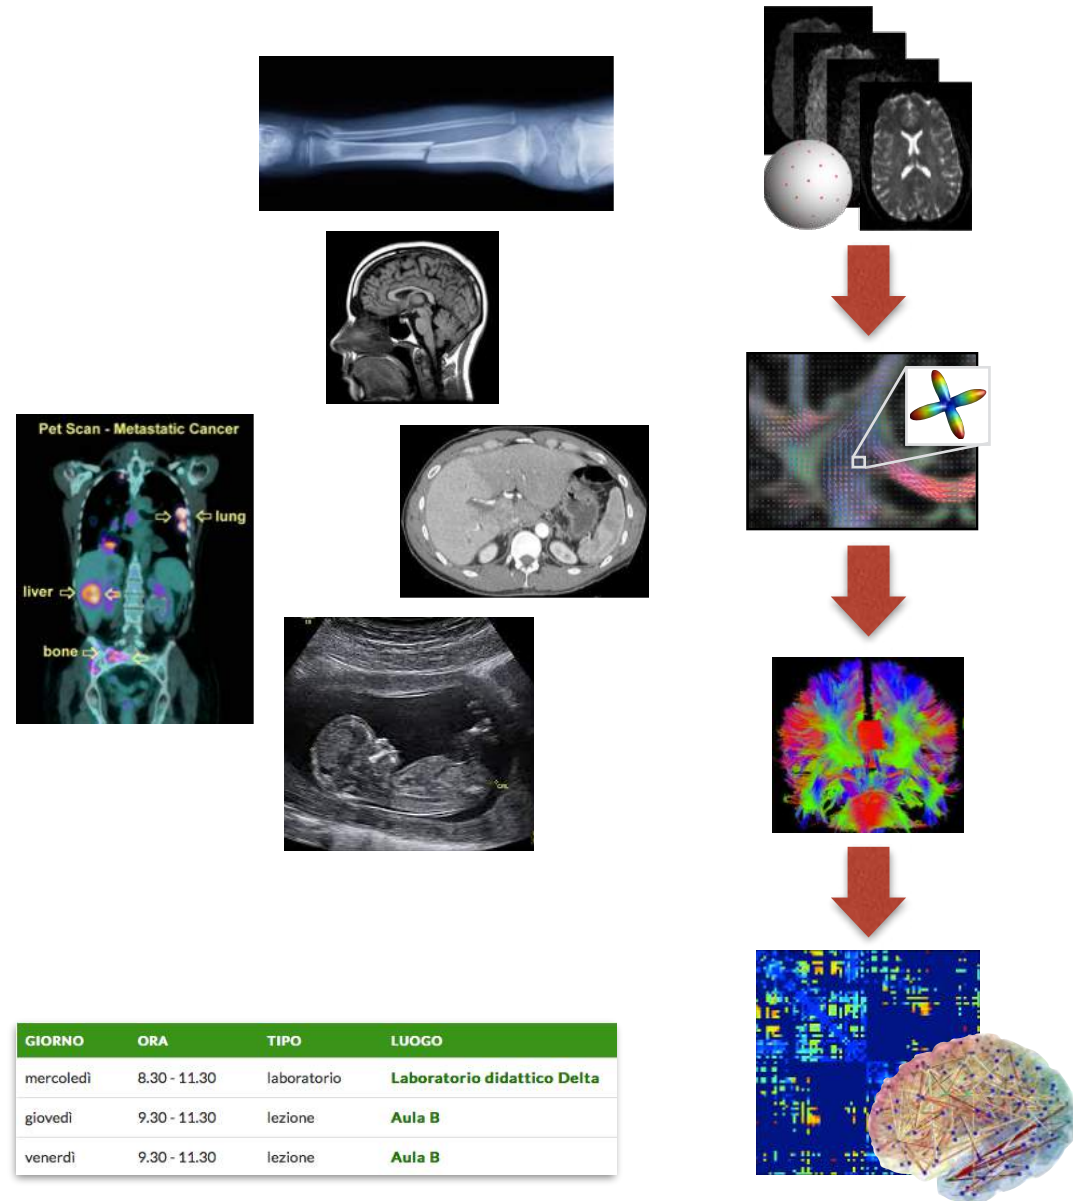 Pet Scan - Metastatic Cancer
lung
liver
bone
CRL
GIORNO ORA TIPO LUOGO
mercoledì 8.30 - 11.30 laboratorio Laboratorio didattico Delta
giovedì 9.30 - 11.30 lezione Aula B
venerdì 9.30 - 11.30 lezione Aula B